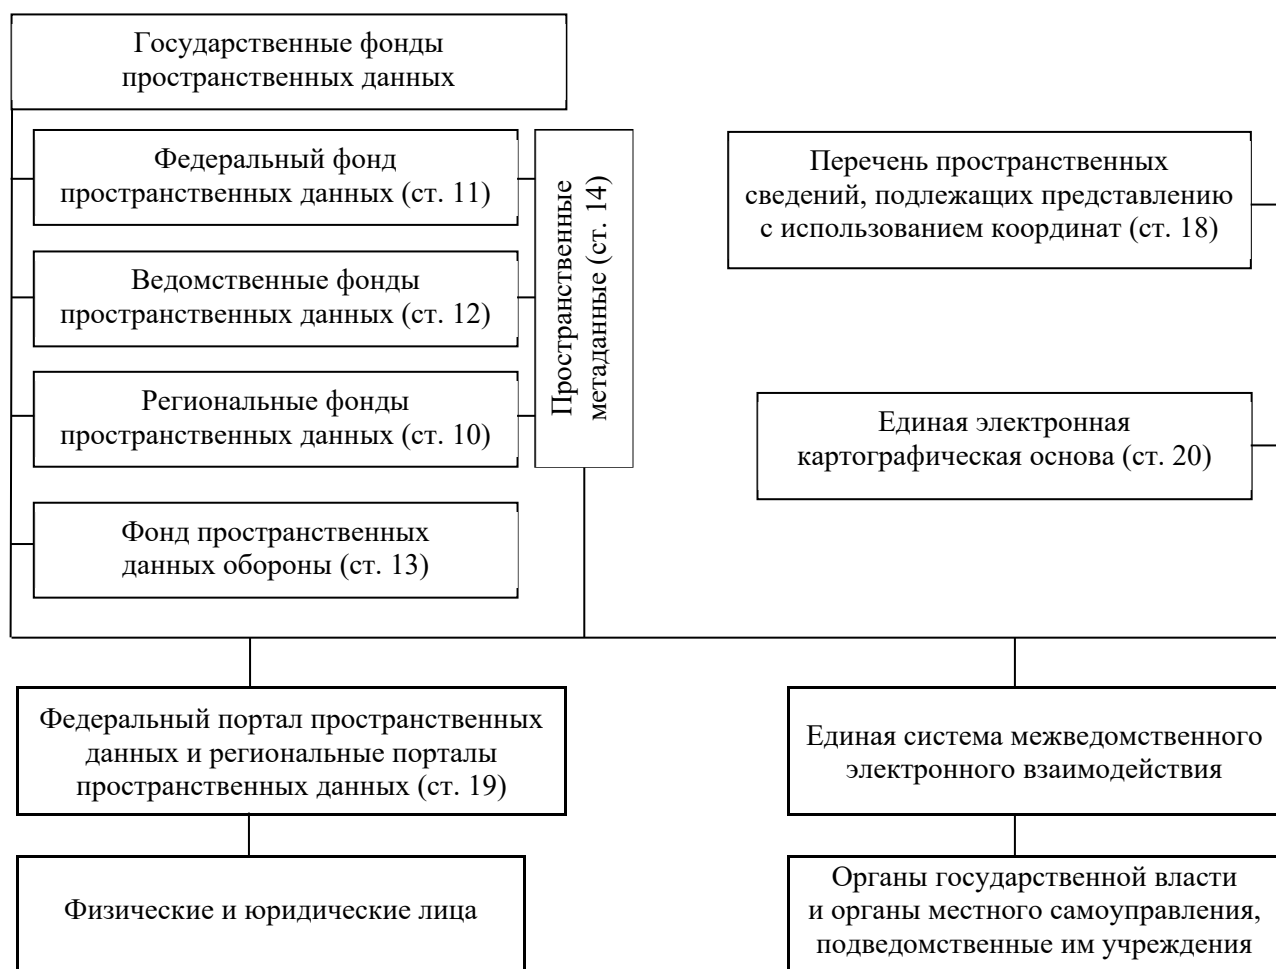 Государственные фонды
пространственных данных
Федеральный фонд
пространственных данных (ст. 11)
Ведомственные фонды
пространственных данных (ст. 12)
Региональные фонды
пространственных данных (ст. 10)
Фонд пространственных
данных обороны (ст. 13)
Пространственные
метаданные (ст. 14)
Перечень пространственных
сведений, подлежащих представлению
с использованием координат (ст. 18)
Единая электронная
картографическая основа (ст. 20)
Федеральный портал пространственных
данных и региональные порталы
пространственных данных (ст. 19)
Единая система межведомственного
электронного взаимодействия
Физические и юридические лица
Органы государственной власти
и органы местного самоуправления,
подведомственные им учреждения